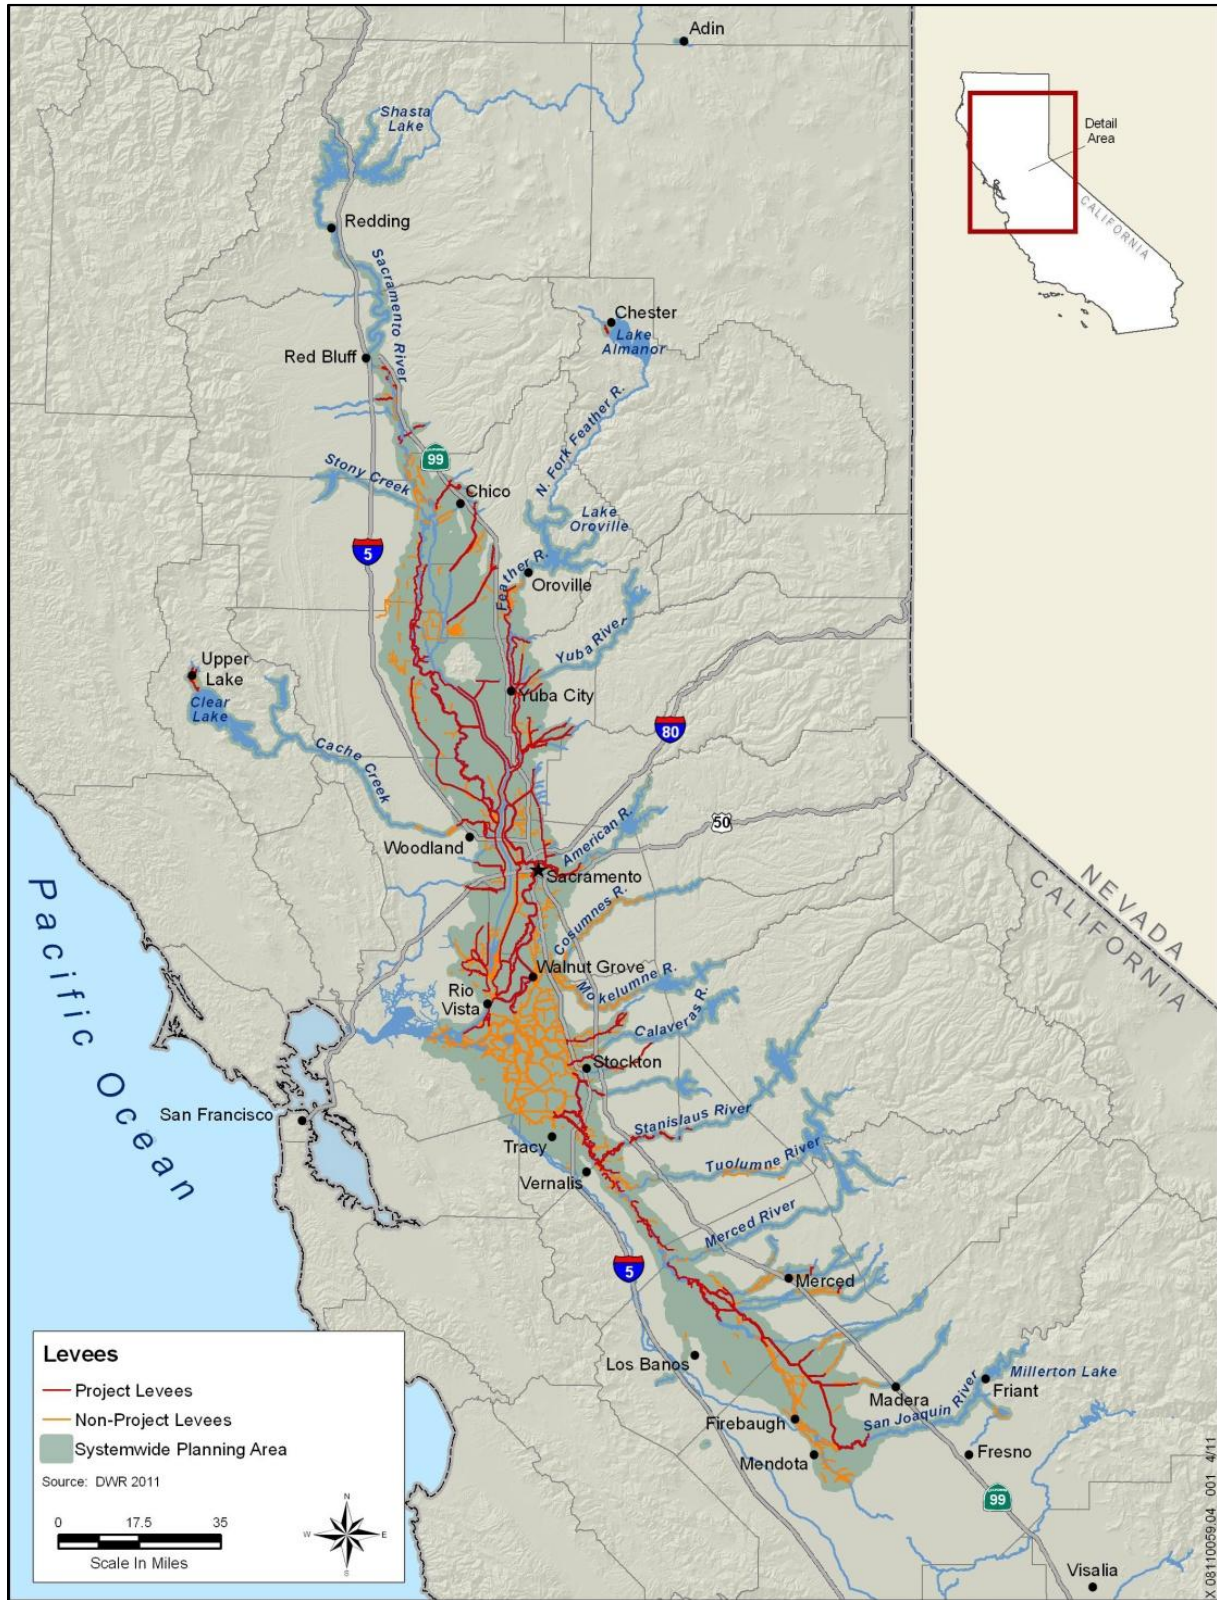 Adin
Shasta
Lake
Detail
Area
CALIFORNIA
Redding
Sacramento River
Chester
Lake
Almanor
Red Bluff
N. Fork Feather R.
99
Stony Creek
Chico
Lake
Oroville
5
Feather R.
Oroville
Yuba River
Upper
Lake
Clear
Lake
Yuba City
80
Cache Creek
50
American R.
Woodland
Sacramento
NEVADA
CALIFORNIA
Cosumnes R.
Pacific Ocean
Walnut Grove
Mokelumne R.
Rio
Vista
Calaveras R.
Stockton
San Francisco
Stanislaus River
Tracy
Tuolumne River
Vernalis
Merced River
5
Merced
Los Banos
Millerton Lake
Friant
Madera
San Joaquin River
Firebaugh
Mendota
Fresno
99
Visalia
Levees
Project Levees
Non-Project Levees
Systemwide Planning Area
Source: DWR 2011
0 17.5 35
Scale In Miles
N
W E
S
X 08110059.04 001 4/11